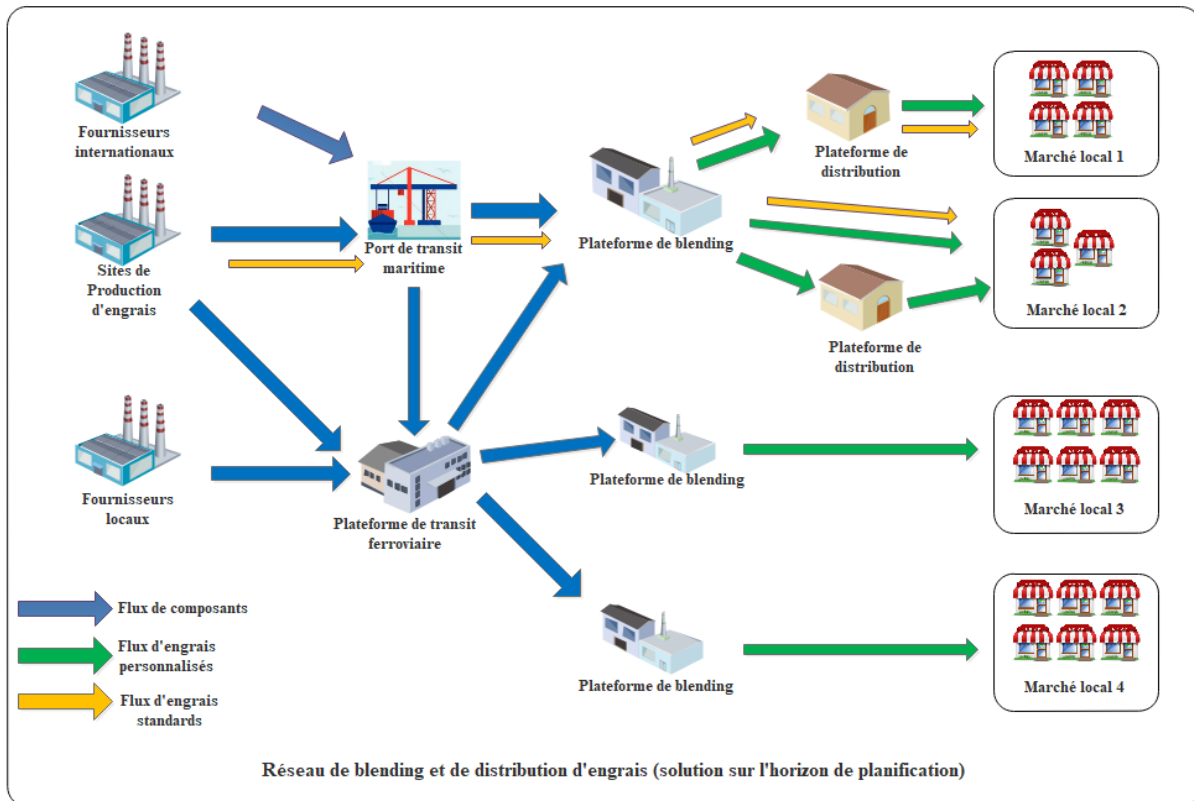 Fournisseurs
internationaux
Sites de
Production
d'engrais
Fournisseurs
locaux
Port de transit
maritime
Plateforme de transit
ferroviaire
Plateforme de blending
Plateforme de
distribution
Plateforme de
distribution
Plateforme de blending
Plateforme de blending
Marché local 1
Marché local 2
Marché local 3
Marché local 4
Flux de composants
Flux d'engrais
personnalisés
Flux d'engrais
standards
Réseau de blending et de distribution d'engrais (solution sur l'horizon de planification)